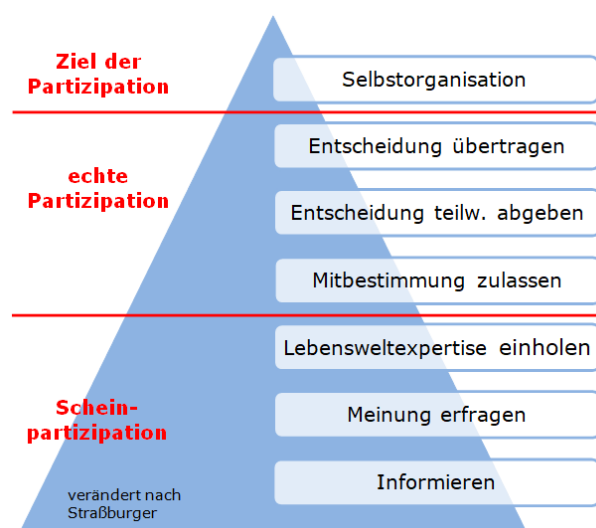 Ziel der
Partizipation
Selbstorganisation
Entscheidung übertragen
echte
Partizipation
Entscheidung teilw. abgeben
Mitbestimmung zulassen
Lebensweltexpertise einholen
Schein-
partizipation
Meinung erfragen
Informieren
verändert nach
Straßburger